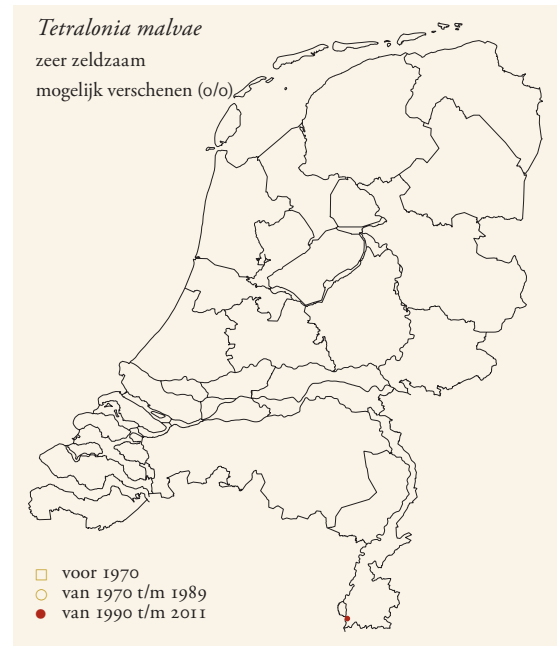 Tetralonia malvae
zeer zeldzaam
mogelijk verschenen (0/0)
voor 1970
van 1970 t/m 1989
van 1990 t/m 2011